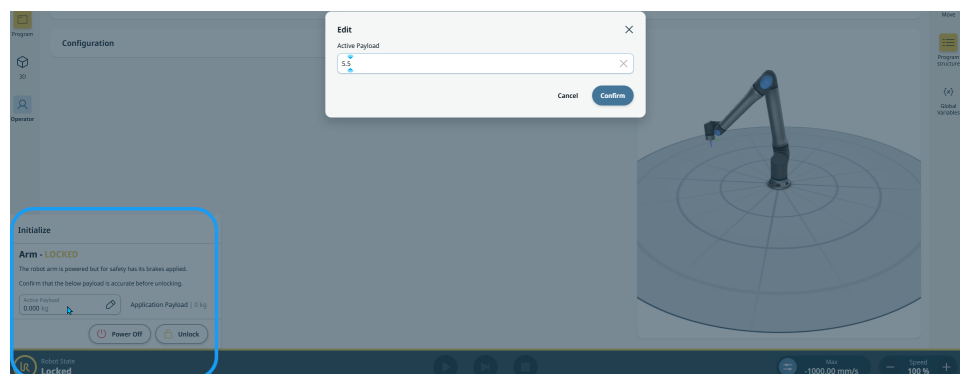 Program
3D
Operator
Configuration
Edit
Active Payload
5.5
Cancel
Confirm
Move
Program
structure
{x}
Global
Variables
Initialize
Arm - LOCKED
The robot arm is powered but for safety has its brakes applied.
Confirm that the below payload is accurate before unlocking.
Active Payload
0.000 kg
Application Payload | 0 kg
Power Off
Unlock
UR
Robot State
Locked
Max
-1000.00 mm/s
Speed
100 %